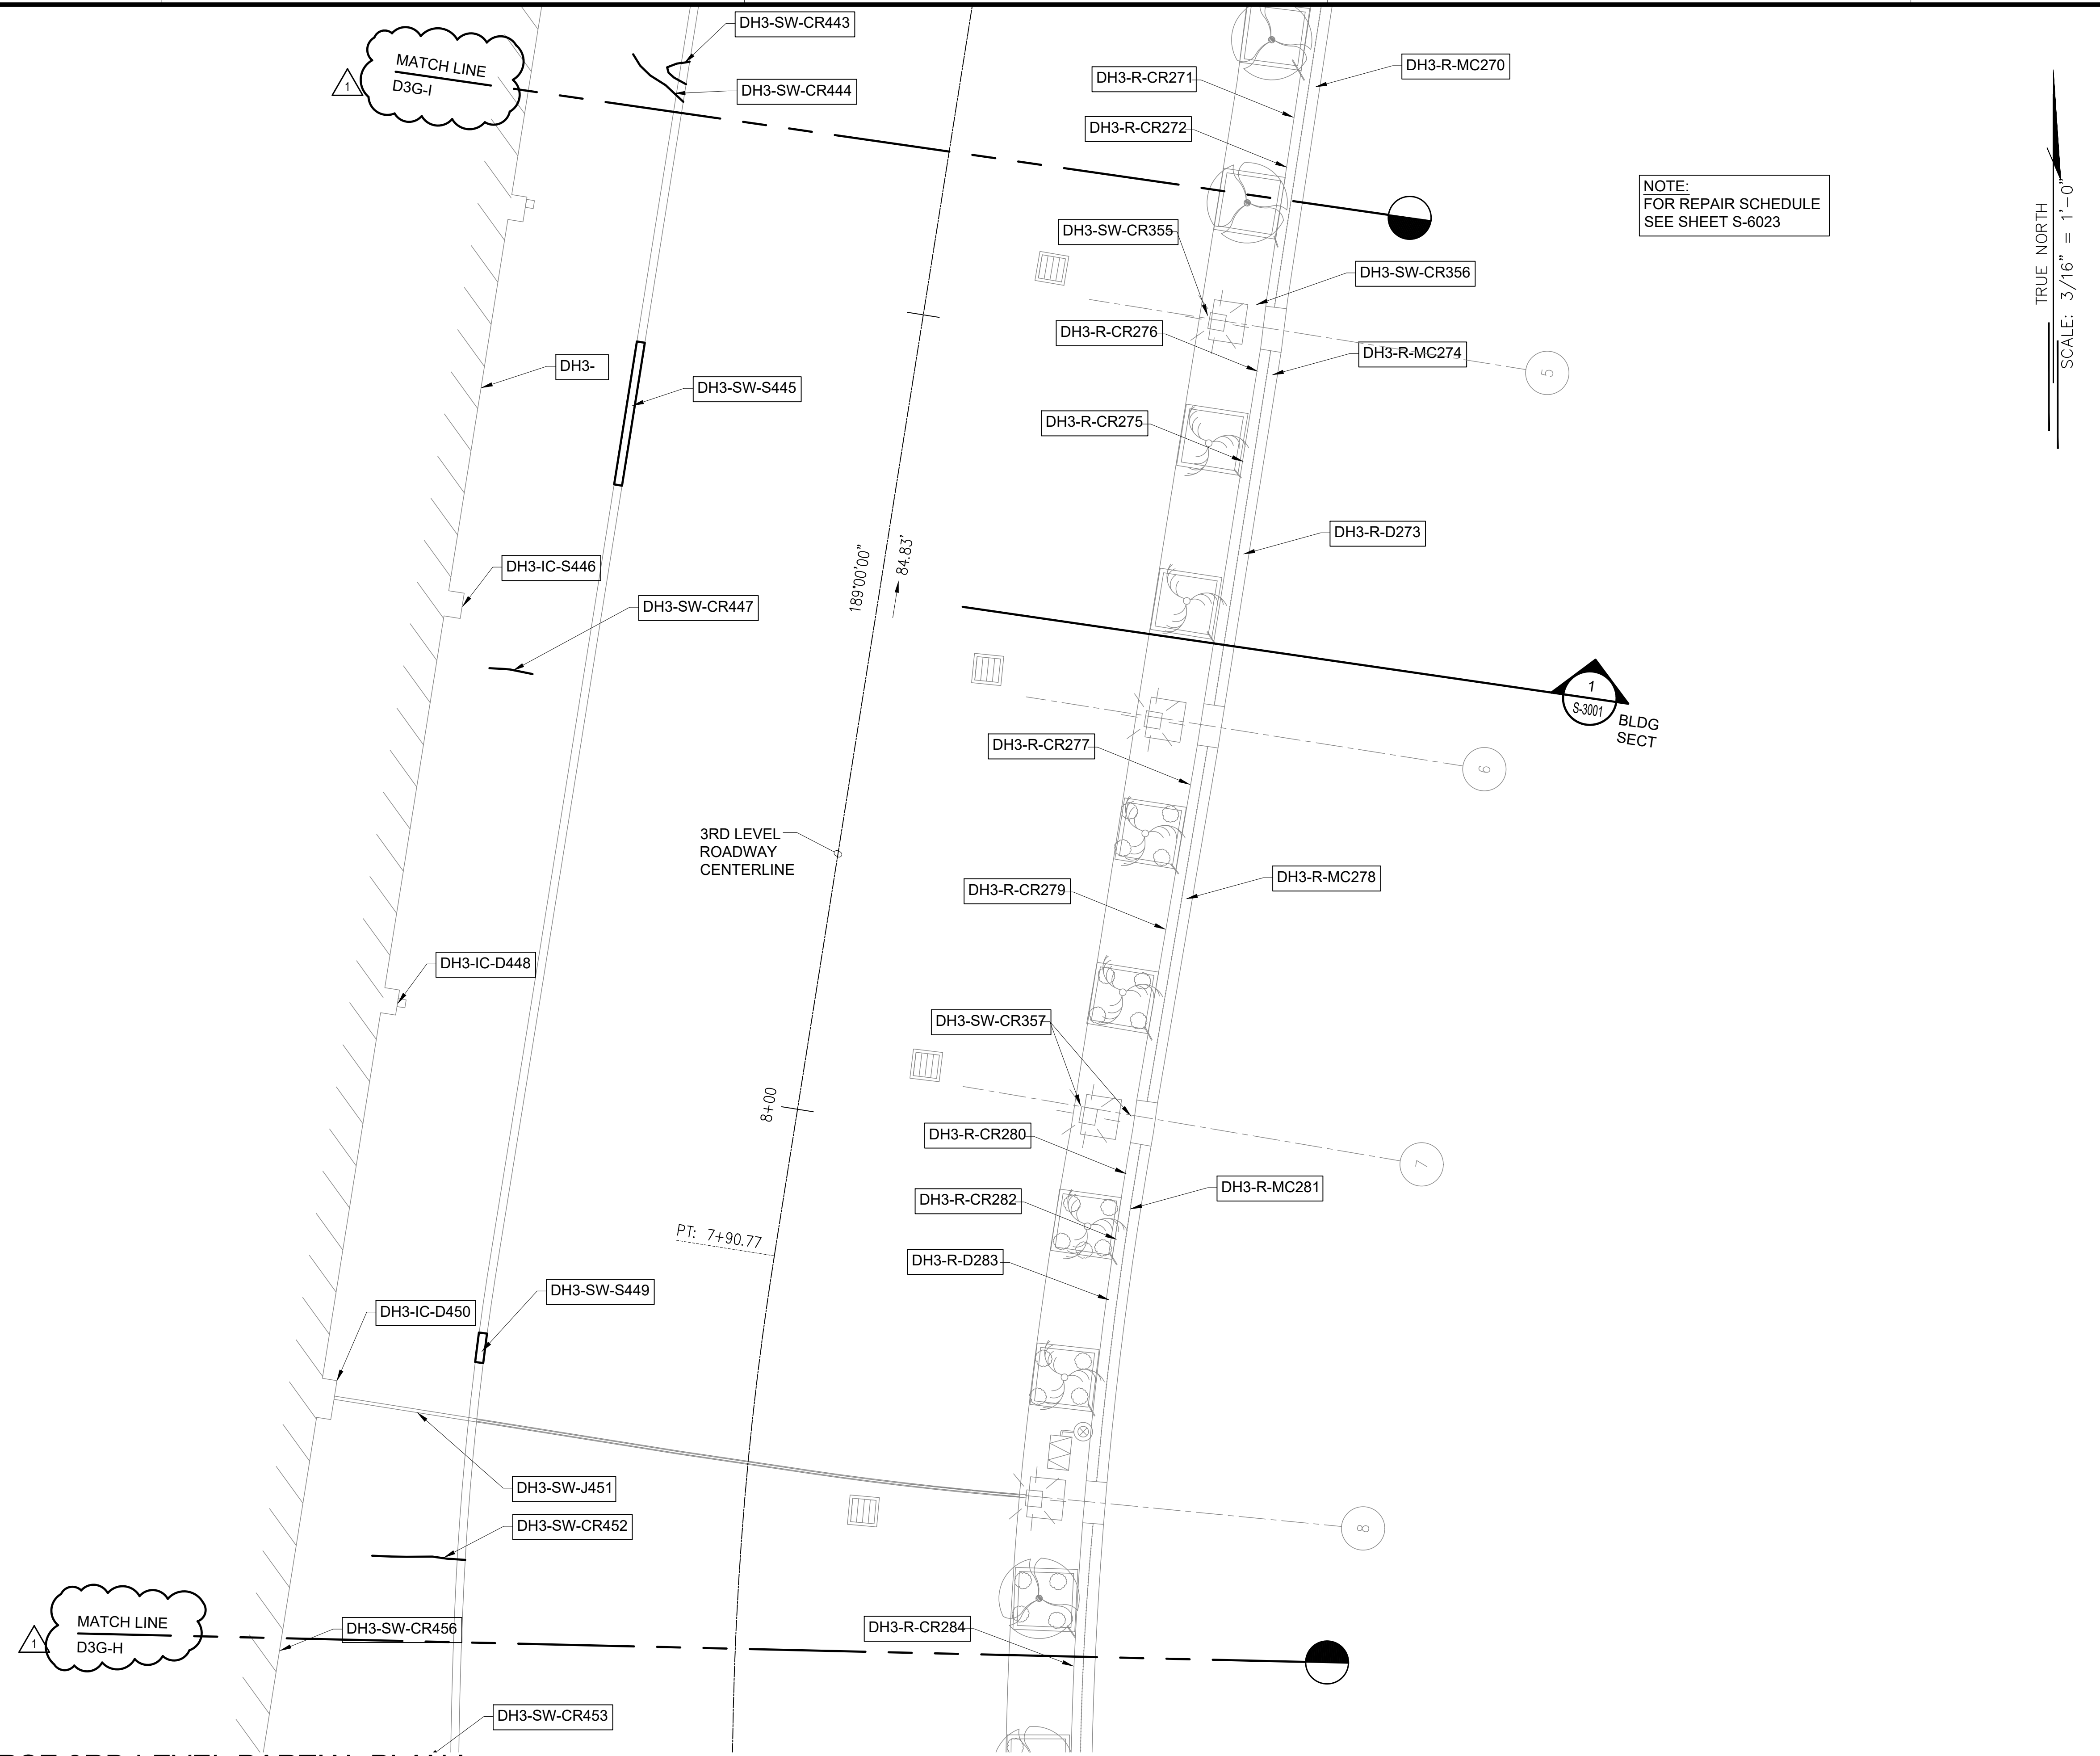 DH3-SW-CR443
MATCH LINE
D3G-I
1
DH3-SW-CR444
DH3-R-CR271
DH3-R-MC270
DH3-R-CR272
NOTE:
FOR REPAIR SCHEDULE
SEE SHEET S-6023
TRUE NORTH
SCALE: 3/16" = 1'-0"
DH3-SW-CR355
DH3-SW-CR356
DH3-R-CR276
DH3-R-MC274
5
DH3-
DH3-SW-S445
DH3-R-CR275
DH3-R-D273
DH3-IC-S446
189°00'00"
84.83'
DH3-SW-CR447
1
S-3001
BLDG
SECT
DH3-R-CR277
6
3RD LEVEL
ROADWAY
CENTERLINE
DH3-R-CR279
DH3-R-MC278
DH3-IC-D448
DH3-SW-CR357
8+00
DH3-R-CR280
7
DH3-R-CR282
DH3-R-MC281
PT: 7+90.77
DH3-R-D283
DH3-SW-S449
DH3-IC-D450
DH3-SW-J451
DH3-SW-CR452
8
MATCH LINE
D3G-H
1
DH3-SW-CR456
DH3-R-CR284
DH3-SW-CR453
3RD LEVEL PARTIAL PLAN